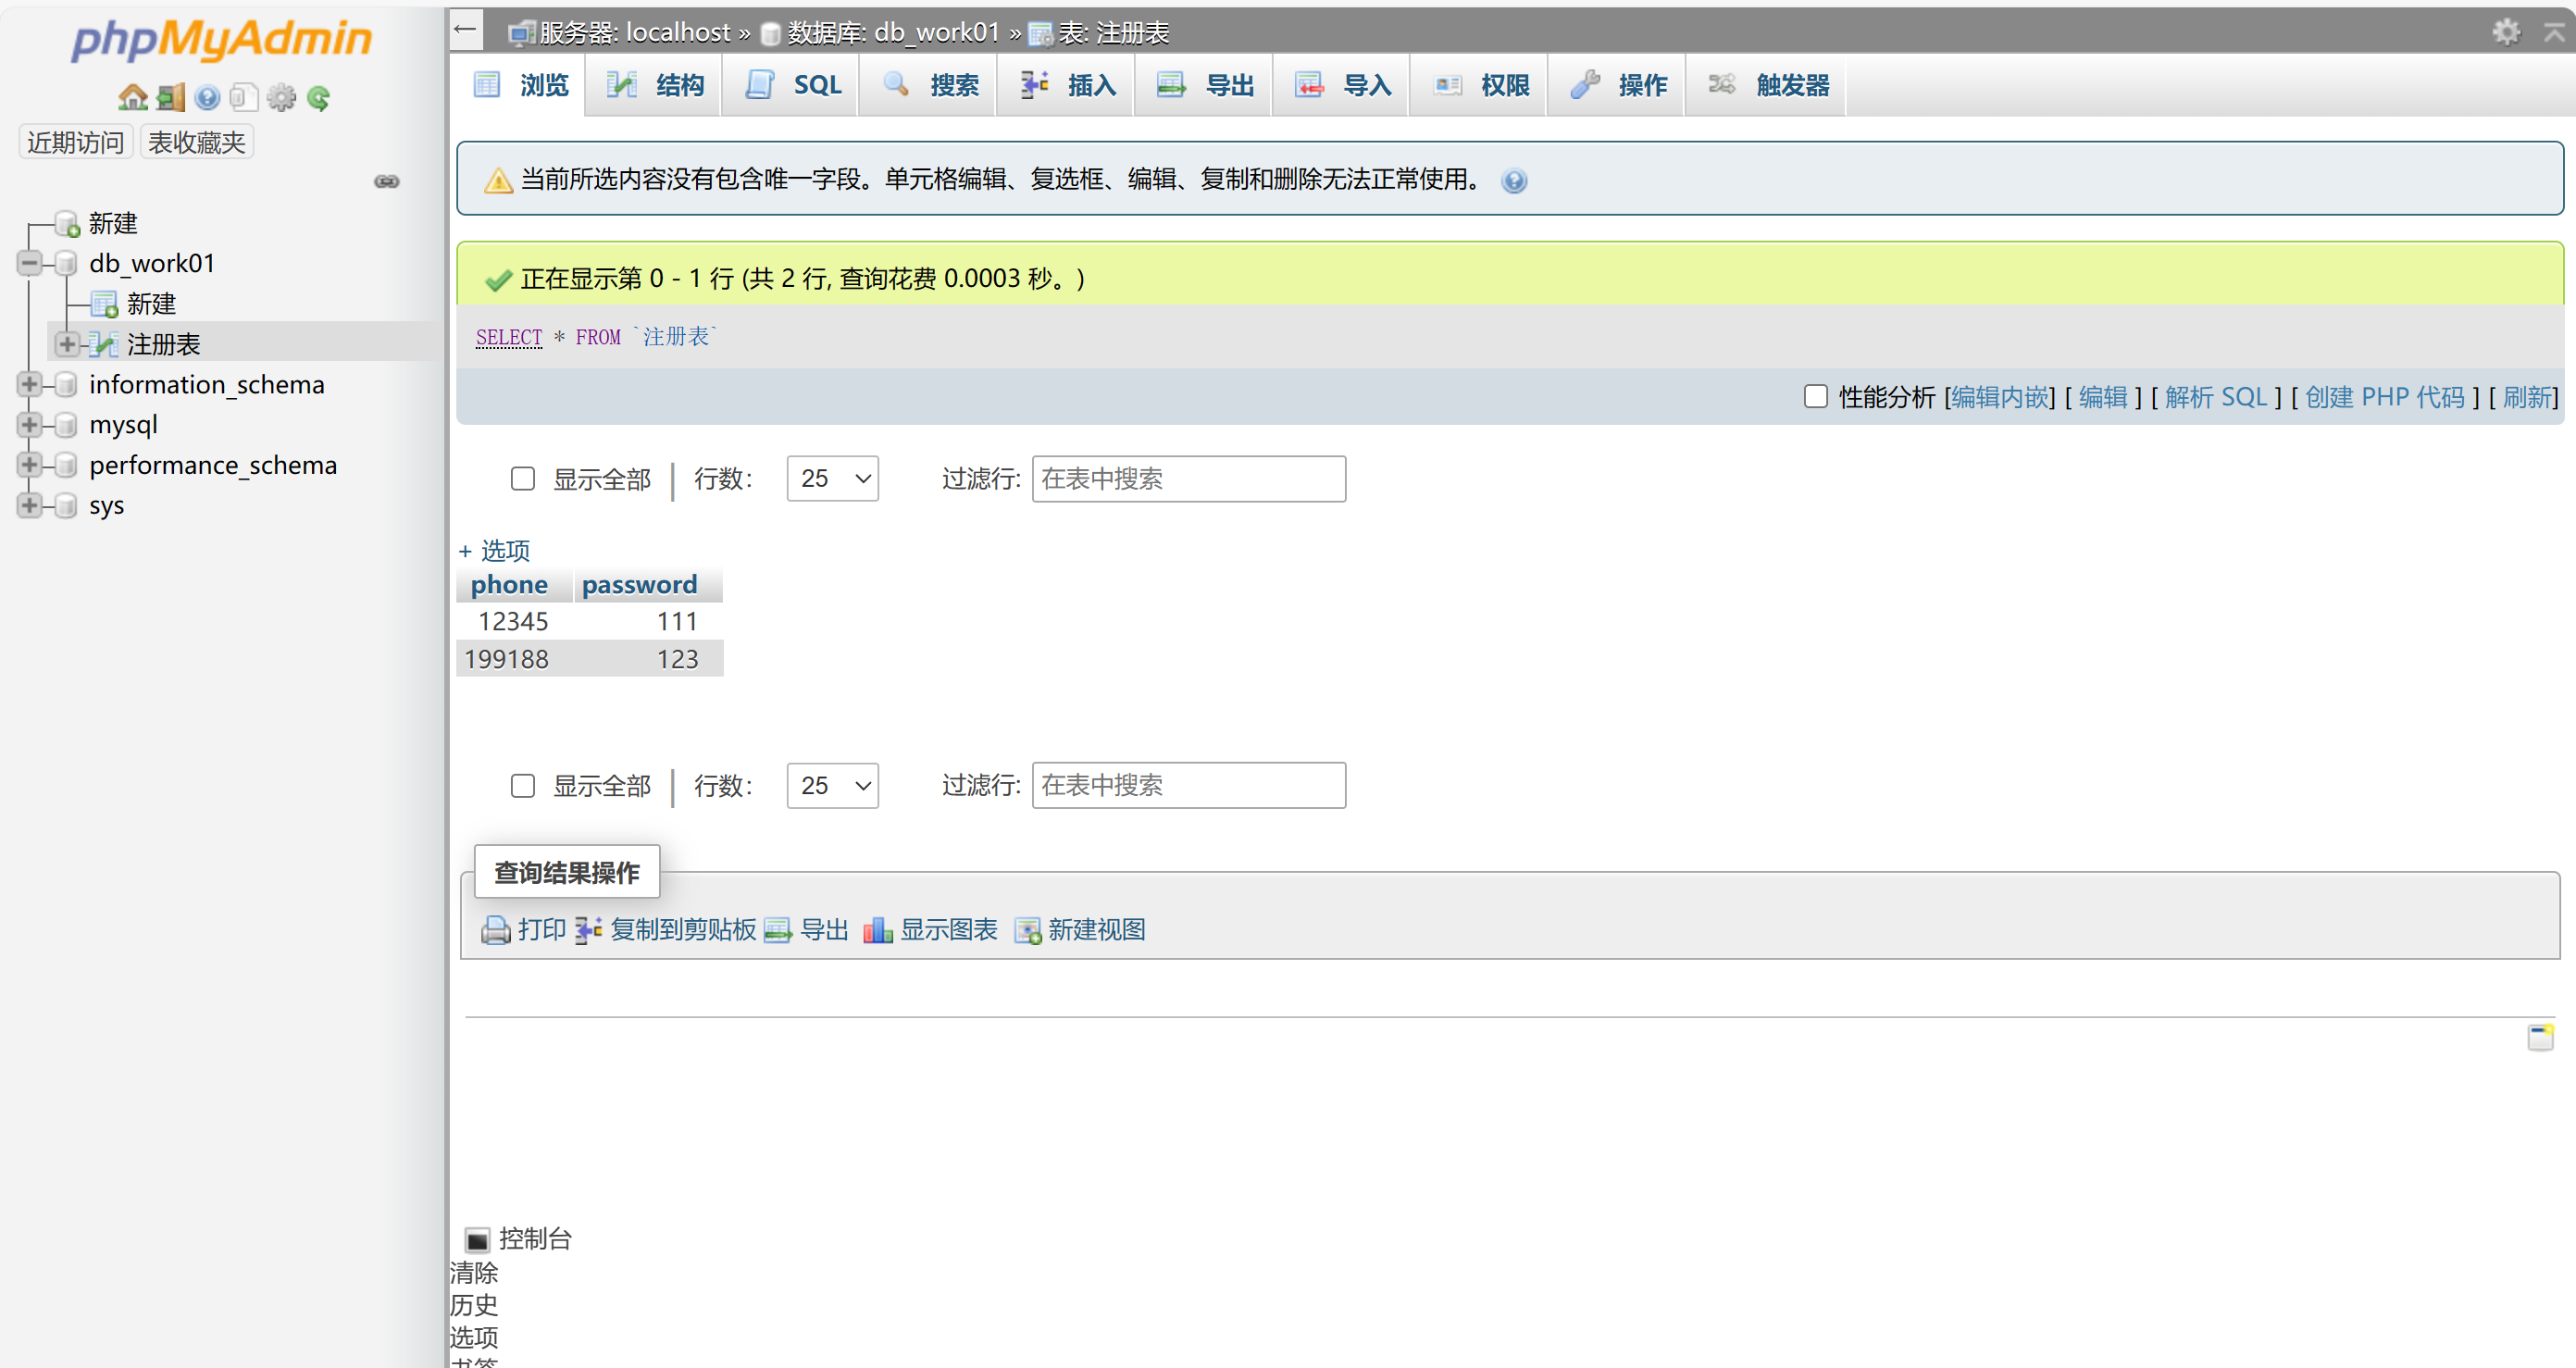 phpMyAdmin
近期访问 表收藏夹
新建
db_work01
新建
注册表
information_schema
mysql
performance_schema
sys
← 服务器: localhost » 数据库: db_work01 » 表: 注册表
浏览 结构 SQL 搜索 插入 导出 导入 权限 操作 触发器
当前所选内容没有包含唯一字段。单元格编辑、复选框、编辑、复制和删除无法正常使用。
正在显示第 0 - 1 行 (共 2 行, 查询花费 0.0003 秒。)
SELECT * FROM `注册表`
性能分析 [编辑内嵌] [ 编辑 ] [ 解析 SQL ] [ 创建 PHP 代码 ] [ 刷新]
显示全部 | 行数: 25 过滤行: 在表中搜索
+ 选项
phone password
12345 111
199188 123
显示全部 | 行数: 25 过滤行: 在表中搜索
查询结果操作
打印 复制到剪贴板 导出 显示图表 新建视图
控制台
清除
历史
选项